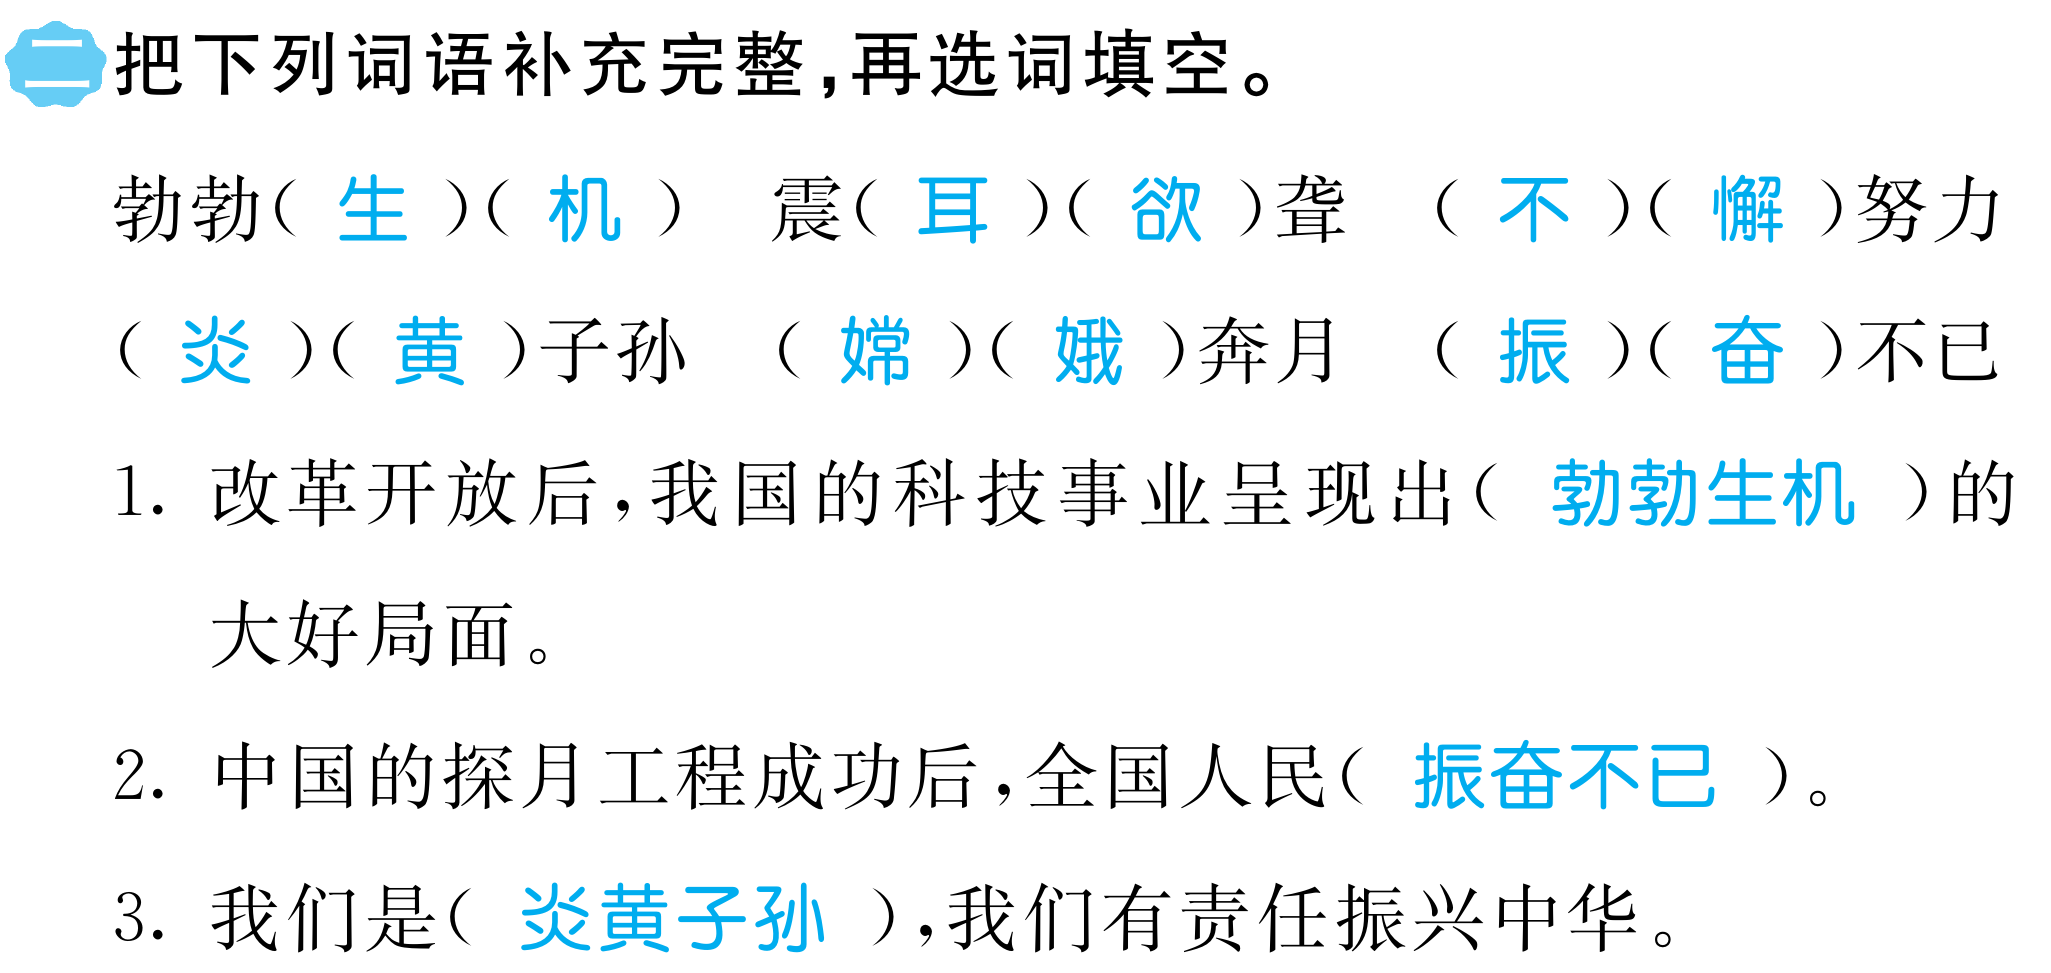 二 把下列词语补充完整,再选词填空。
勃勃( 生 )( 机 ) 震( 耳 )( 欲 )聋 ( 不 )( 懈 )努力
( 炎 )( 黄 )子孙 ( 嫦 )( 娥 )奔月 ( 振 )( 奋 )不已
1. 改革开放后,我国的科技事业呈现出( 勃勃生机 )的
大好局面。
2. 中国的探月工程成功后,全国人民( 振奋不已 )。
3. 我们是( 炎黄子孙 ),我们有责任振兴中华。